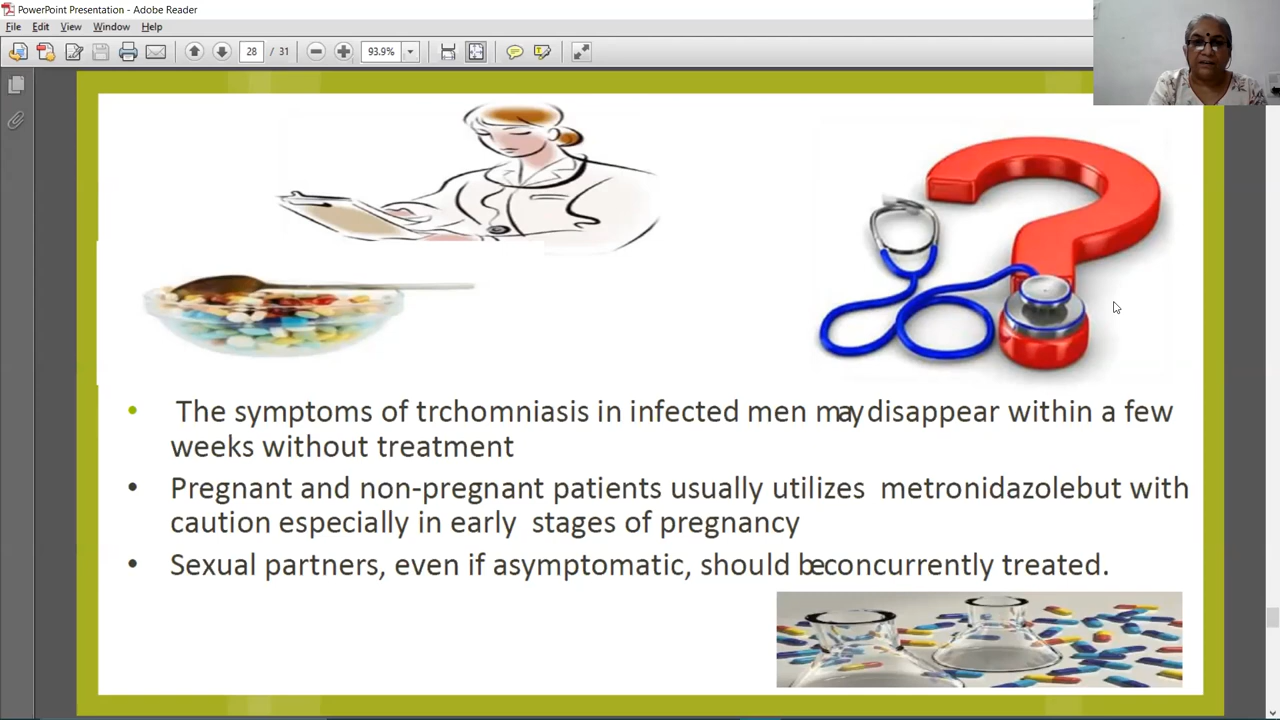 PowerPoint Presentation - Adobe Reader
File Edit View Window Help
28 / 31 93.9%
• The symptoms of trchomniasis in infected men may disappear within a few
weeks without treatment
• Pregnant and non-pregnant patients usually utilizes metronidazolebut with
caution especially in early stages of pregnancy
• Sexual partners, even if asymptomatic, should beconcurrently treated.